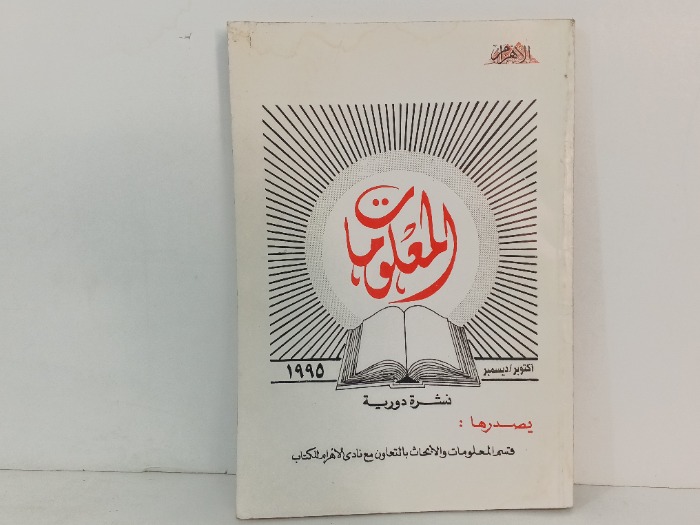 الأهرام
المعلومات
اكتوبر/ديسمبر ١٩٩٥
نشرة دورية
يصدرها :
قسم المعلومات والأبحاث بالتعاون مع نادى الأهرام للكتاب